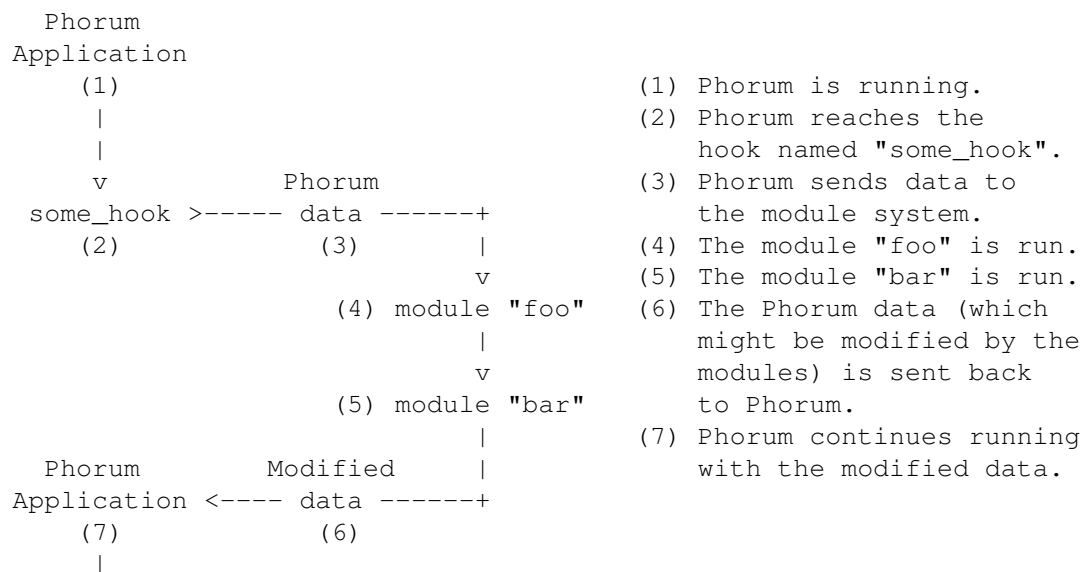 Phorum
Application
    (1)                           (1) Phorum is running.
     |                            (2) Phorum reaches the
     |                                hook named "some_hook".
     v          Phorum            (3) Phorum sends data to
 some_hook >----- data ------+        the module system.
    (2)           (3)        |    (4) The module "foo" is run.
                             v    (5) The module "bar" is run.
                   (4) module "foo"   (6) The Phorum data (which
                             |        might be modified by the
                             v        modules) is sent back
                   (5) module "bar"       to Phorum.
                             |    (7) Phorum continues running
  Phorum       Modified      |        with the modified data.
Application <---- data ------+
    (7)           (6)
     |